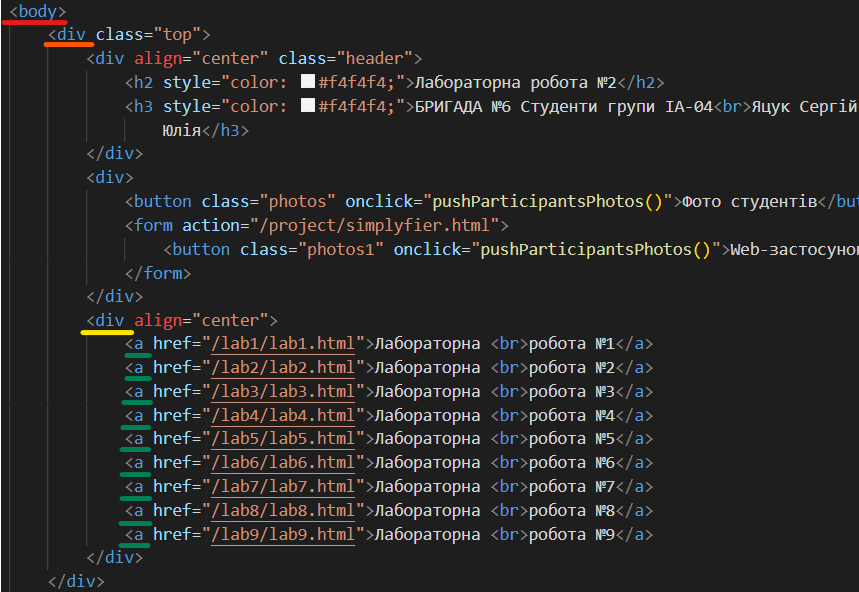 <body>
<div class="top">
<div align="center" class="header">
<h2 style="color: #f4f4f4;">Лабораторна робота №2</h2>
<h3 style="color: #f4f4f4;">БРИГАДА №6 Студенти групи ІА-04<br>Яцук Сергій
Юлія</h3>
</div>
<div>
<button class="photos" onclick="pushParticipantsPhotos()">Фото студентів</but
<form action="/project/simplyfier.html">
<button class="photos1" onclick="pushParticipantsPhotos()">Web-застосунок
</form>
</div>
<div align="center">
<a href="/lab1/lab1.html">Лабораторна <br>робота №1</a>
<a href="/lab2/lab2.html">Лабораторна <br>робота №2</a>
<a href="/lab3/lab3.html">Лабораторна <br>робота №3</a>
<a href="/lab4/lab4.html">Лабораторна <br>робота №4</a>
<a href="/lab5/lab5.html">Лабораторна <br>робота №5</a>
<a href="/lab6/lab6.html">Лабораторна <br>робота №6</a>
<a href="/lab7/lab7.html">Лабораторна <br>робота №7</a>
<a href="/lab8/lab8.html">Лабораторна <br>робота №8</a>
<a href="/lab9/lab9.html">Лабораторна <br>робота №9</a>
</div>
</div>